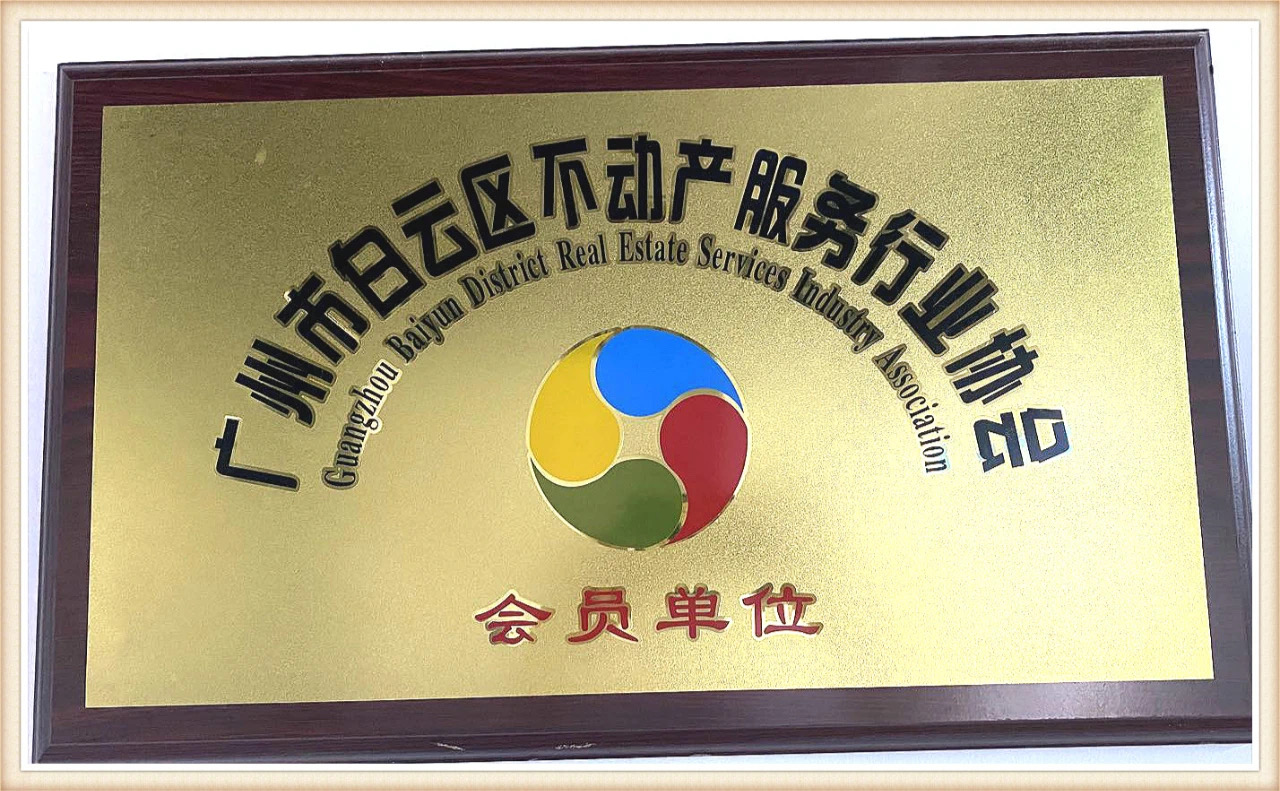 广州市白云区不动产服务行业协会
Guangzhou Baiyun District Real Estate Services Industry Association
会员单位